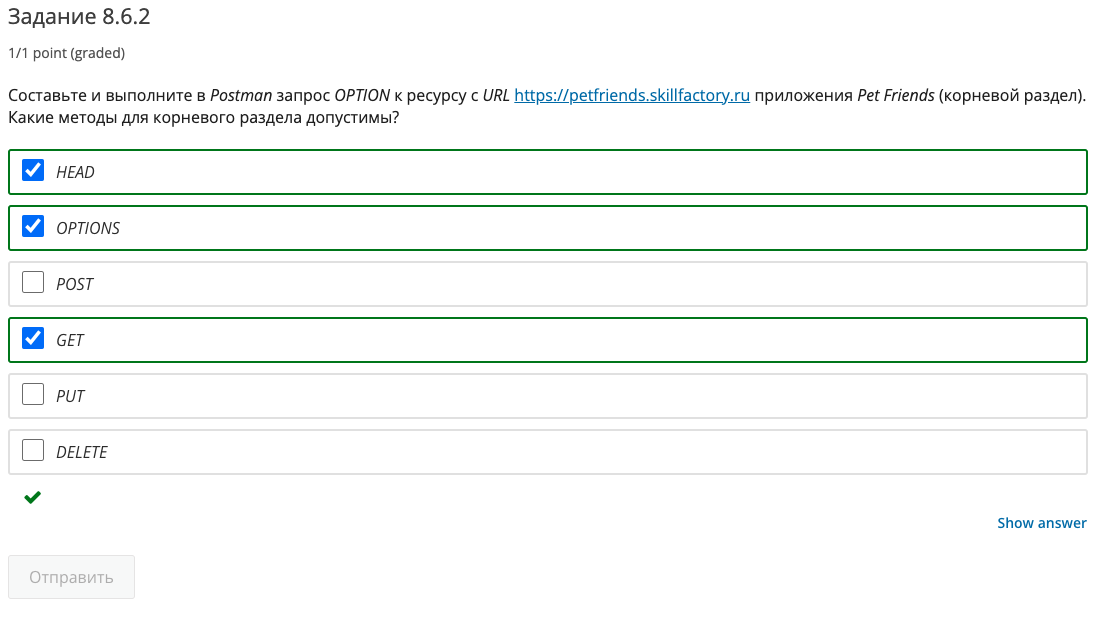 Задание 8.6.2
1/1 point (graded)
Составьте и выполните в Postman запрос OPTION к ресурсу с URL https://petfriends.skillfactory.ru приложения Pet Friends (корневой раздел).
Какие методы для корневого раздела допустимы?
HEAD
OPTIONS
POST
GET
PUT
DELETE
Show answer
Отправить